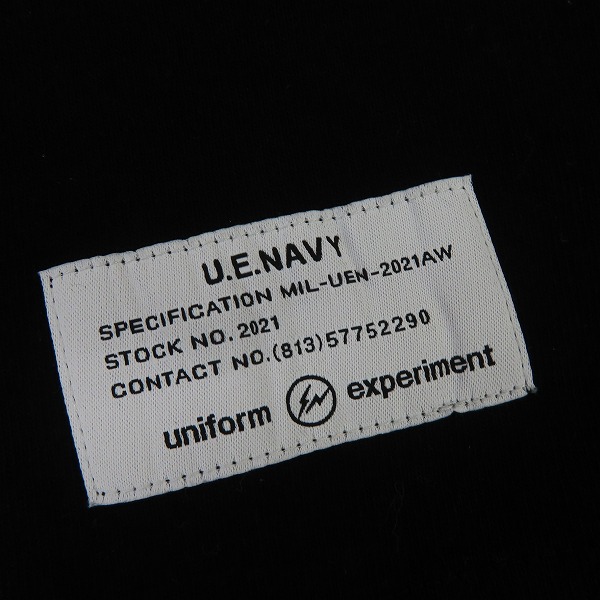 U.E.NAVY
SPECIFICATION MIL-UEN-2021AW
STOCK NO. 2021
CONTACT NO.(813)57752290
uniform experiment